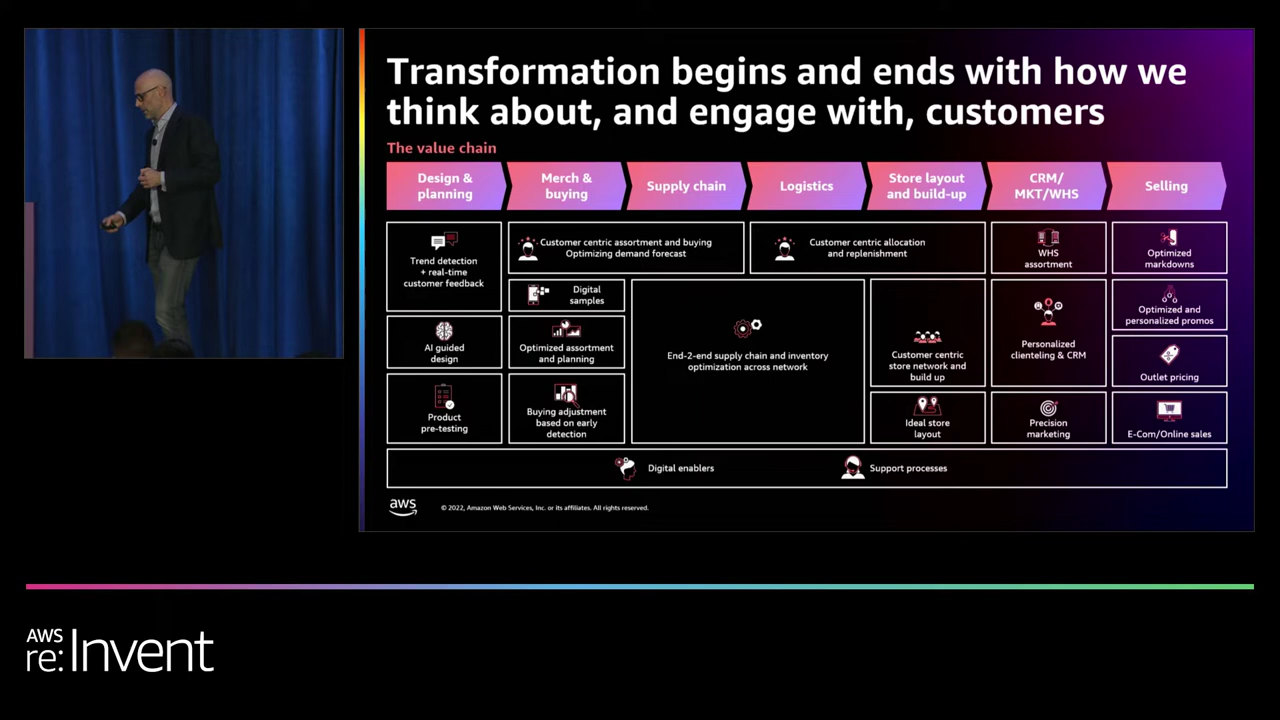 Transformation begins and ends with how we
think about, and engage with, customers
The value chain
Design &
planning
Merch &
buying
Supply chain
Logistics
Store layout
and build-up
CRM/
MKT/WHS
Selling
Trend detection
+ real-time
customer feedback
Customer centric assortment and buying
Optimizing demand forecast
Customer centric allocation
and replenishment
WHS
assortment
Optimized
markdowns
Digital
samples
Optimized and
personalized promos
AI guided
design
Optimized assortment
and planning
End-2-end supply chain and inventory
optimization across network
Customer centric
store network and
build up
Personalized
clienteling & CRM
Outlet pricing
Product
pre-testing
Buying adjustment
based on early
detection
Ideal store
layout
Precision
marketing
E-Com/Online sales
Digital enablers
Support processes
aws
© 2022, Amazon Web Services, Inc. or its affiliates. All rights reserved.
AWS
re:Invent